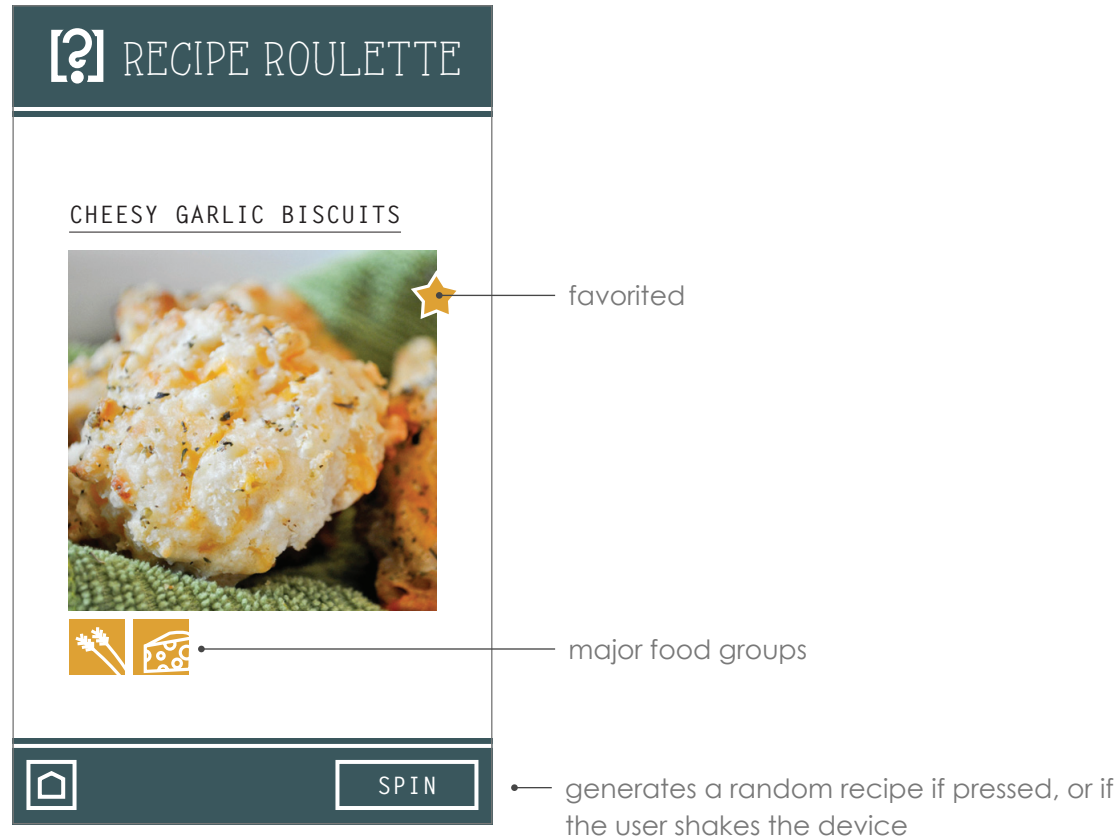 [?] RECIPE ROULETTE
CHEESY GARLIC BISCUITS
favorited
major food groups
SPIN
generates a random recipe if pressed, or if
the user shakes the device